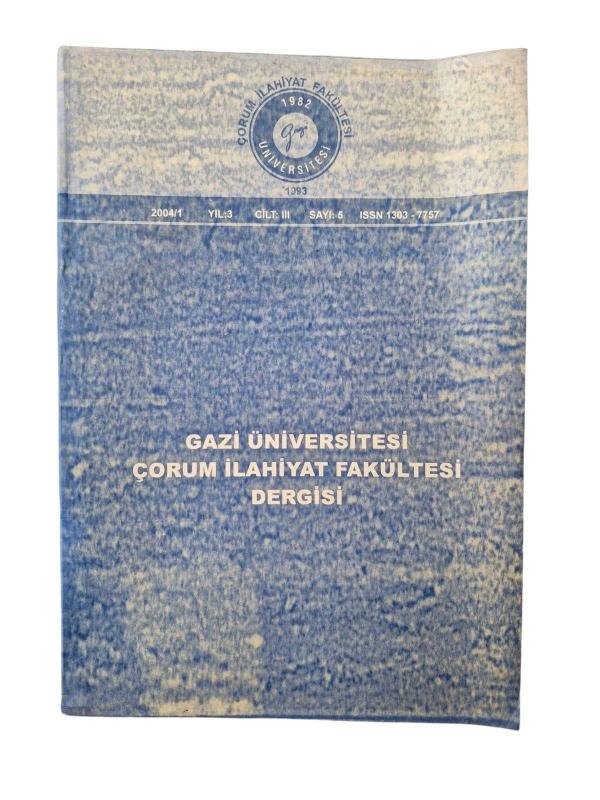 ÇORUM İLAHİYAT FAKÜLTESİ
1982
Gazi
ÜNİVERSİTESİ
1993
2004/1 YIL:3 CİLT: III SAYI: 5 ISSN 1303 - 7757
GAZİ ÜNİVERSİTESİ
ÇORUM İLAHİYAT FAKÜLTESİ
DERGİSİ